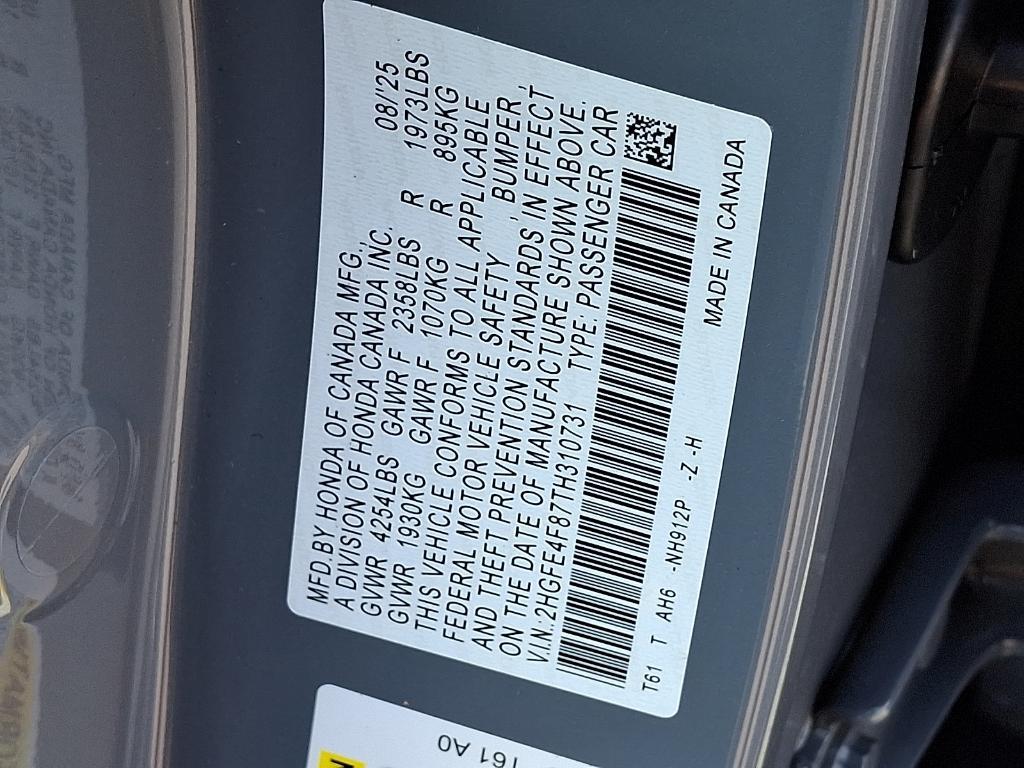 MFD.BY HONDA OF CANADA MFG., 08/'25
A DIVISION OF HONDA CANADA INC.
GVWR 4254LBS GAWR F 2358LBS R 1973LBS
GVWR 1930KG GAWR F 1070KG R 895KG
THIS VEHICLE CONFORMS TO ALL APPLICABLE
FEDERAL MOTOR VEHICLE SAFETY , BUMPER ,
AND THEFT PREVENTION STANDARDS IN EFFECT
ON THE DATE OF MANUFACTURE SHOWN ABOVE.
V.I.N. 2HGFE4F87TH310731 TYPE: PASSENGER CAR
T61 T AH6 -NH912P -Z -H MADE IN CANADA
T61 A0